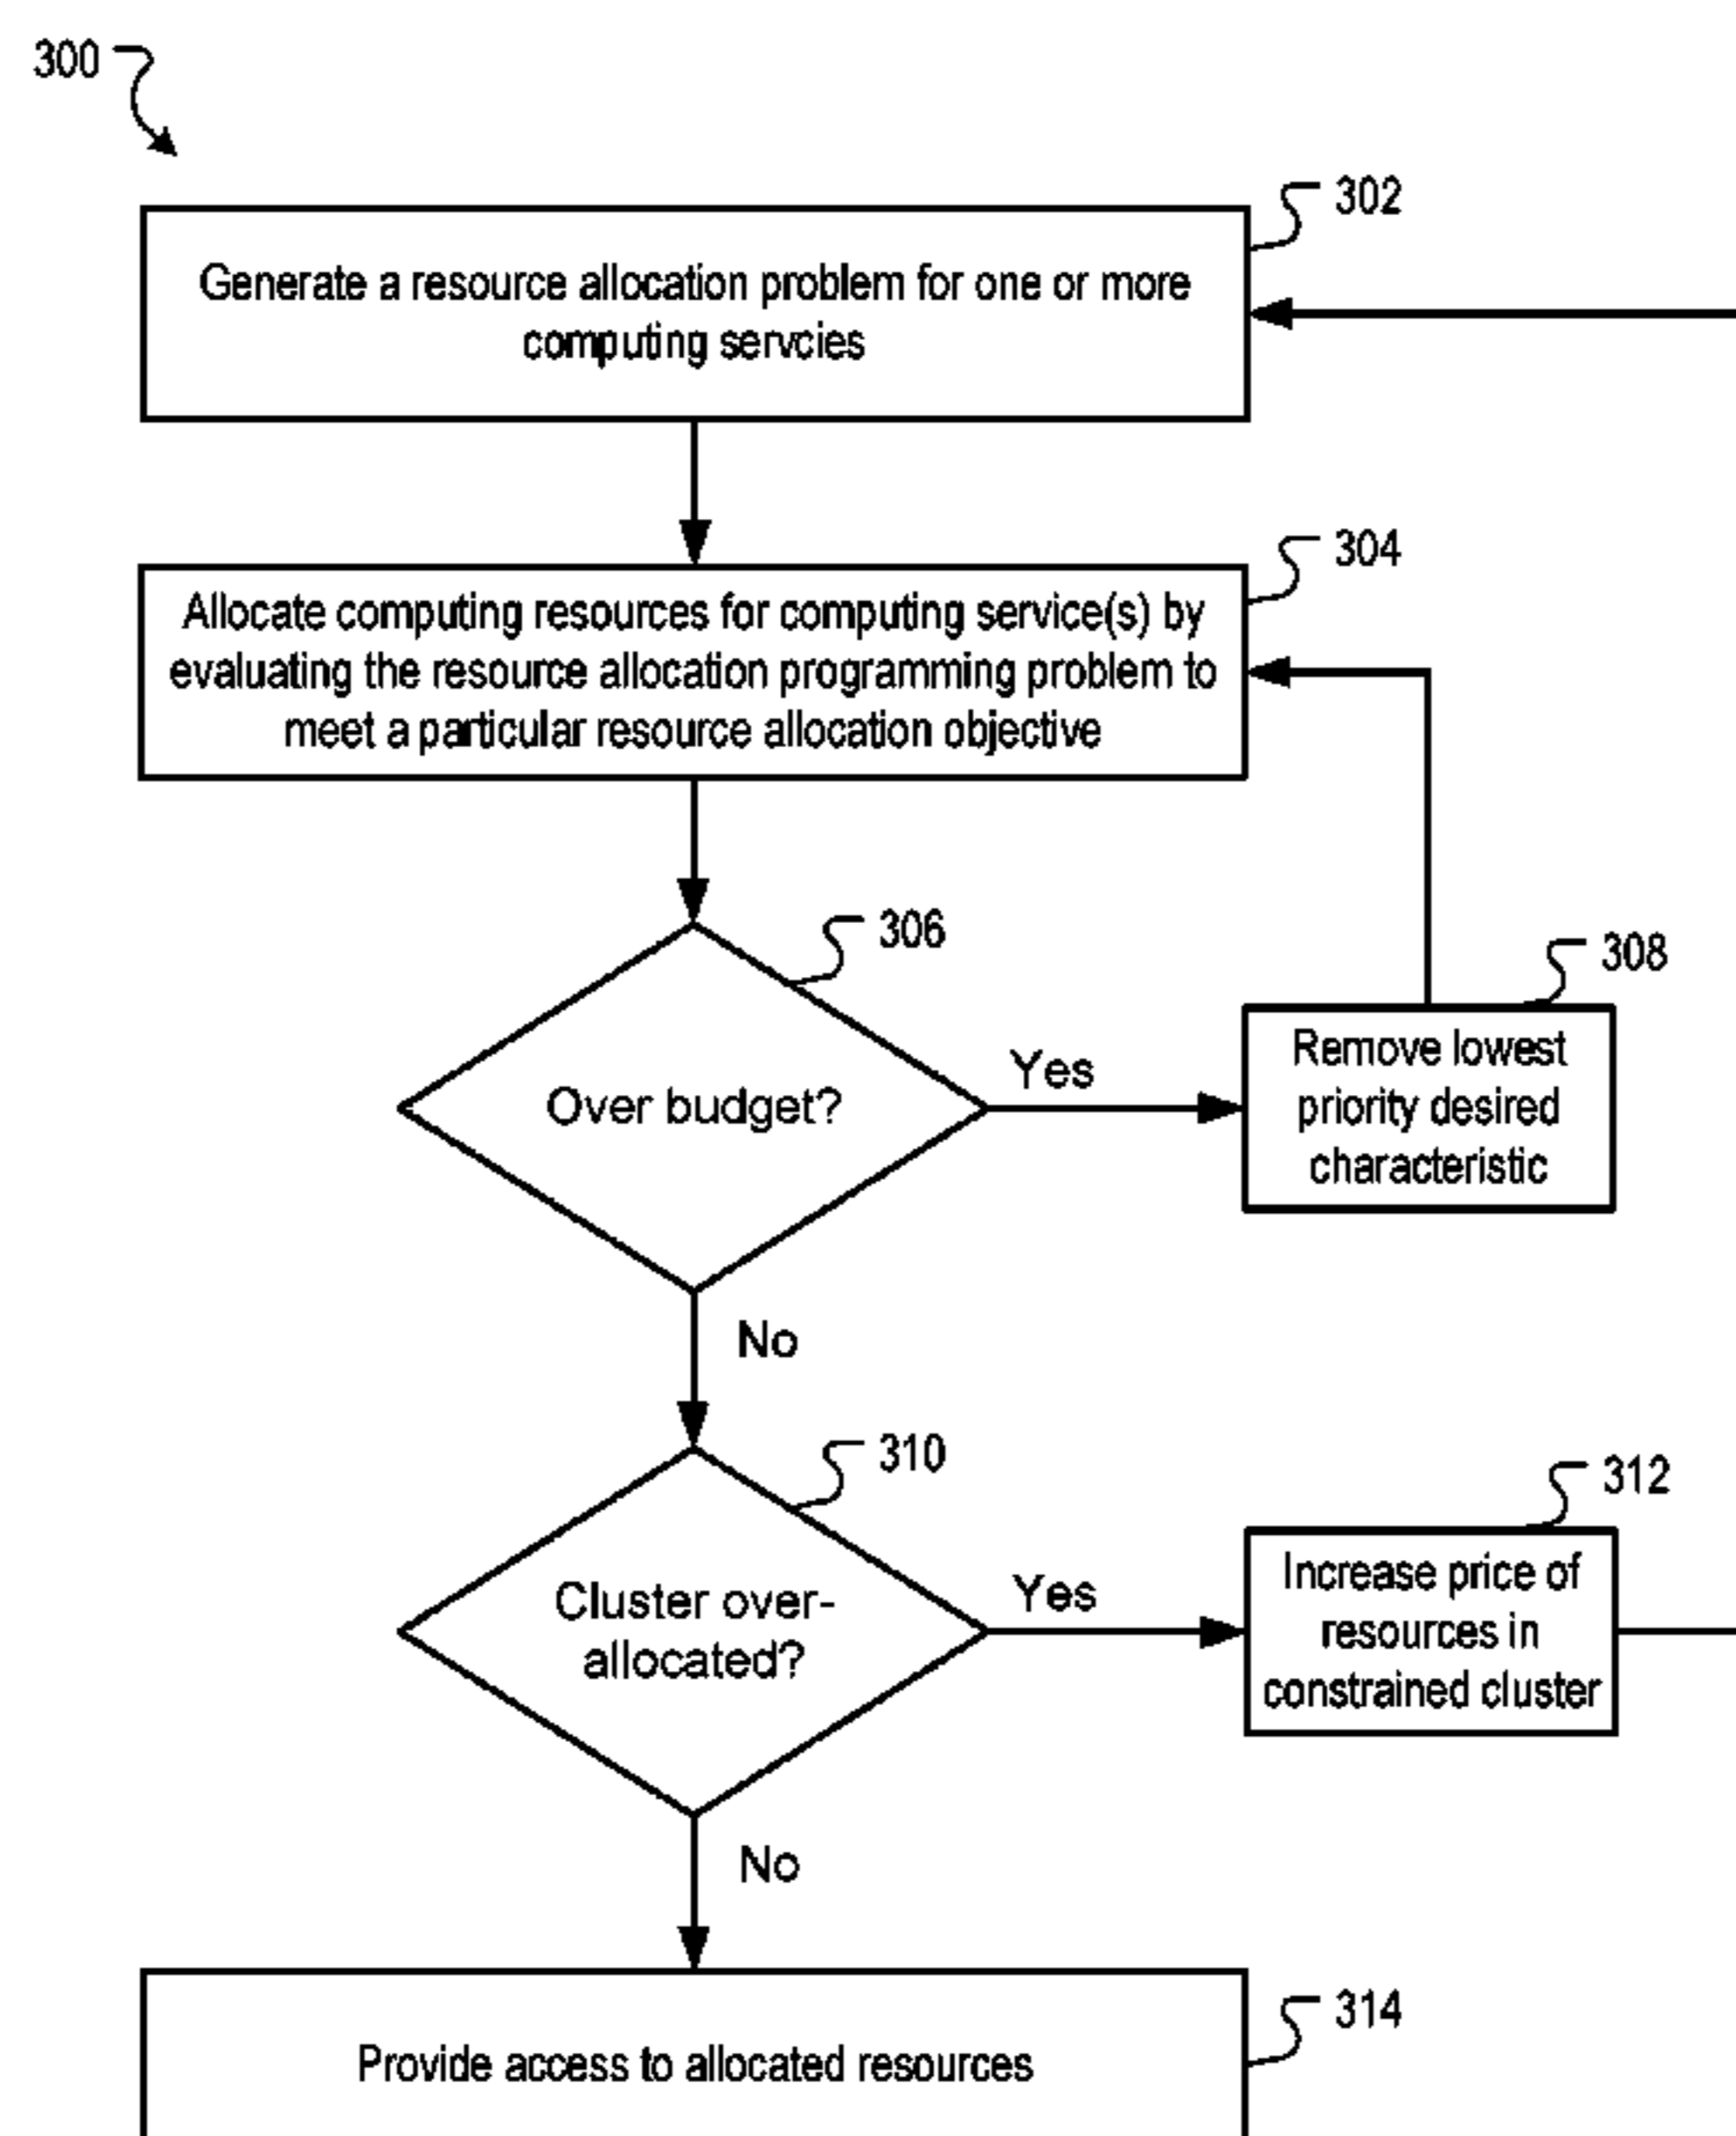 300
302
Generate a resource allocation problem for one or more
computing servcies
304
Allocate computing resources for computing service(s) by
evaluating the resource allocation programming problem to
meet a particular resource allocation objective
306
308
Over budget?
Yes
Remove lowest
priority desired
characteristic
No
310
312
Cluster over-
allocated?
Yes
Increase price of
resources in
constrained cluster
No
314
Provide access to allocated resources